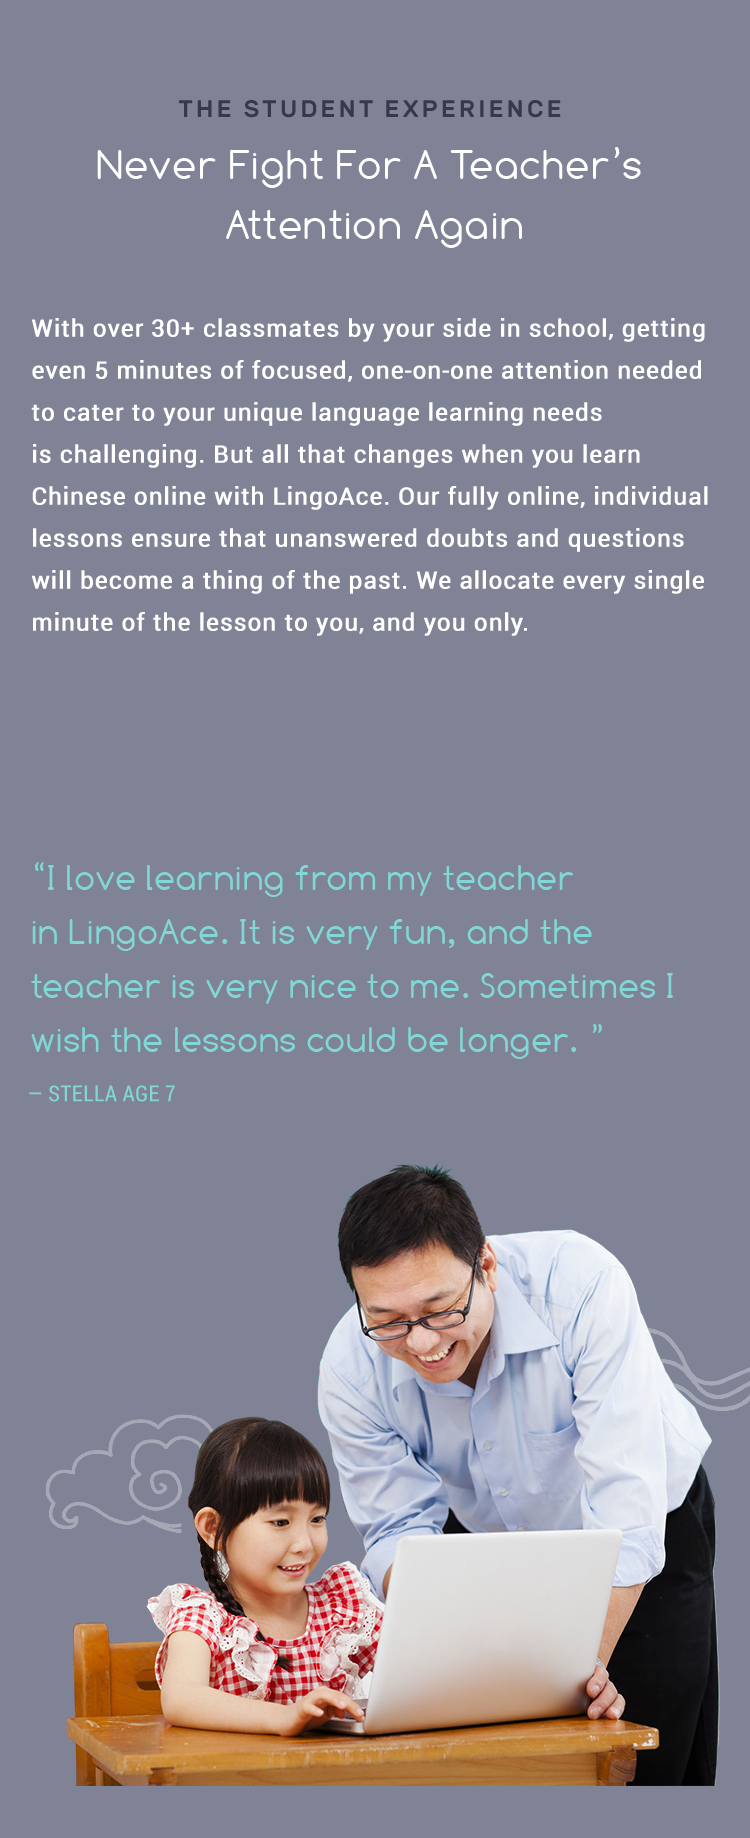 THE STUDENT EXPERIENCE
Never Fight For A Teacher’s
Attention Again
With over 30+ classmates by your side in school, getting
even 5 minutes of focused, one-on-one attention needed
to cater to your unique language learning needs
is challenging. But all that changes when you learn
Chinese online with LingoAce. Our fully online, individual
lessons ensure that unanswered doubts and questions
will become a thing of the past. We allocate every single
minute of the lesson to you, and you only.
“I love learning from my teacher
in LingoAce. It is very fun, and the
teacher is very nice to me. Sometimes I
wish the lessons could be longer. ”
– STELLA AGE 7